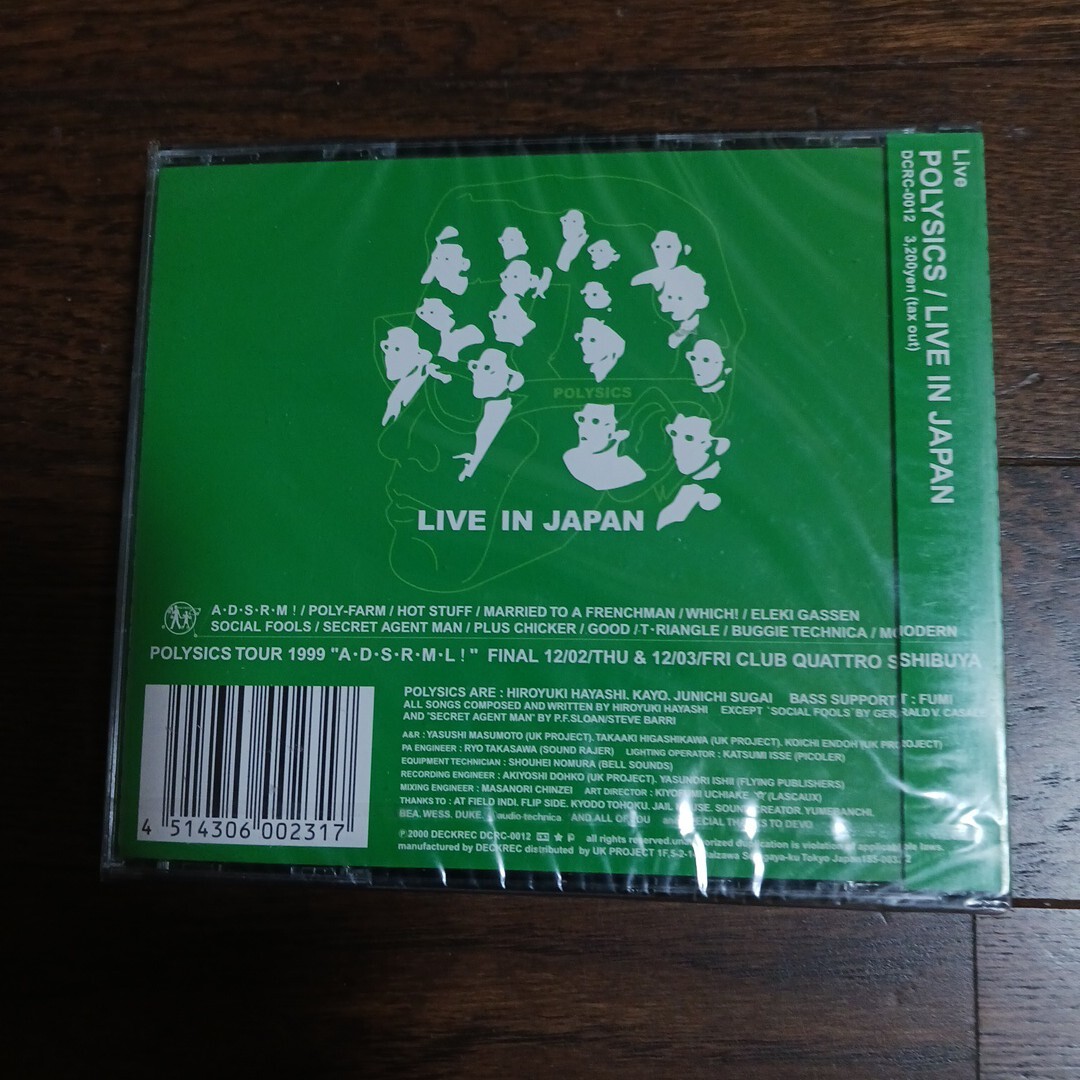 Live
POLYSICS / LIVE IN JAPAN
DCRC-0012 3,200yen (tax out)
POLYSICS
LIVE IN JAPAN
A·D·S·R·M ! / POLY-FARM / HOT STUFF / MARRIED TO A FRENCHMAN / WHICH! / ELEKI GASSEN
SOCIAL FOOLS / SECRET AGENT MAN / PLUS CHICKER / GOOD / T·RIANGLE / BUGGIE TECHNICA / MODERN
POLYSICS TOUR 1999 "A·D·S·R·M·L !" FINAL 12/02/THU & 12/03/FRI CLUB QUATTRO SHIBUYA
POLYSICS ARE : HIROYUKI HAYASHI. KAYO. JUNICHI SUGAI BASS SUPPORT : FUMI
ALL SONGS COMPOSED AND WRITTEN BY HIROYUKI HAYASHI EXCEPT "SOCIAL FOOLS" BY GERALD V. CASALE
AND "SECRET AGENT MAN" BY P.F.SLOAN/STEVE BARRI
A&R : YASUSHI MASUMOTO (UK PROJECT). TAKAAKI HIGASHIKAWA (UK PROJECT). KOICHI ENDOH (UK PROJECT)
PA ENGINEER : RYO TAKASAWA (SOUND RAJER) LIGHTING OPERATOR : KATSUMI ISSE (PICOLER)
EQUIPMENT TECHNICIAN : SHOUHEI NOMURA (BELL SOUNDS)
RECORDING ENGINEER : AKIYOSHI DOHKO (UK PROJECT). YASUNORI ISHII (FLYING PUBLISHERS)
MIXING ENGINEER : MASANORI CHINZEI ART DIRECTOR : UCHIAKE (LASCAUX)
THANKS TO : AT FIELD INDI. FLIP SIDE. KYODO TOHOKU. JAIL HOUSE. SOUND CREATOR. YUMEBANCHI.
BEA. WESS. DUKE. audio-technica AND ALL OF YOU and SPECIAL THANKS TO DEVO
℗ 2000 DECKREC DCRC-0012 all rights reserved. unauthorized duplication is violation of applicable laws.
manufactured by DECKREC distributed by UK PROJECT Tokyo Japan
4 514306 002317